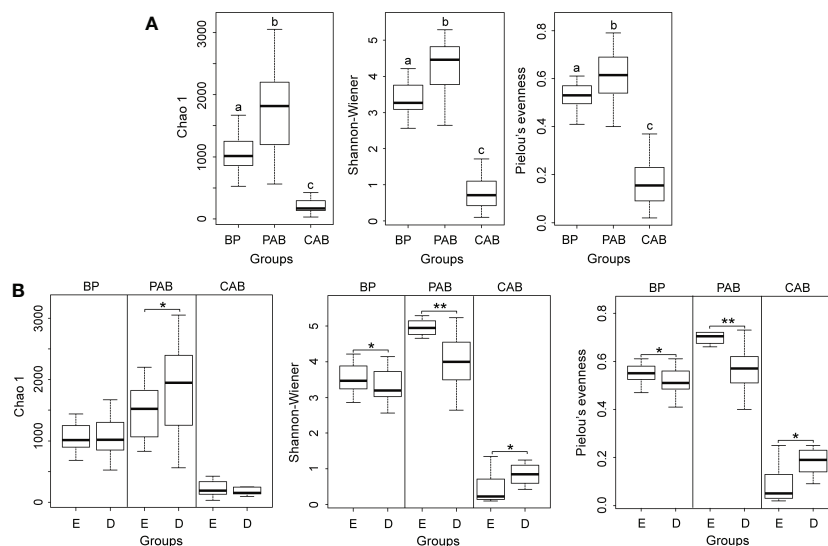 A
Chao 1
0 1000 2000 3000
a
b
c
BP PAB CAB
Groups
Shannon-Wiener
0 1 2 3 4 5
a
b
c
BP PAB CAB
Groups
Pielou's evenness
0.0 0.2 0.4 0.6 0.8
a
b
c
BP PAB CAB
Groups
B
BP PAB CAB
Chao 1
0 1000 2000 3000
*
E D E D E D
Groups
BP PAB CAB
Shannon-Wiener
0 1 2 3 4 5
* ** *
E D E D E D
Groups
BP PAB CAB
Pielou's evenness
0.0 0.2 0.4 0.6 0.8
* ** *
E D E D E D
Groups